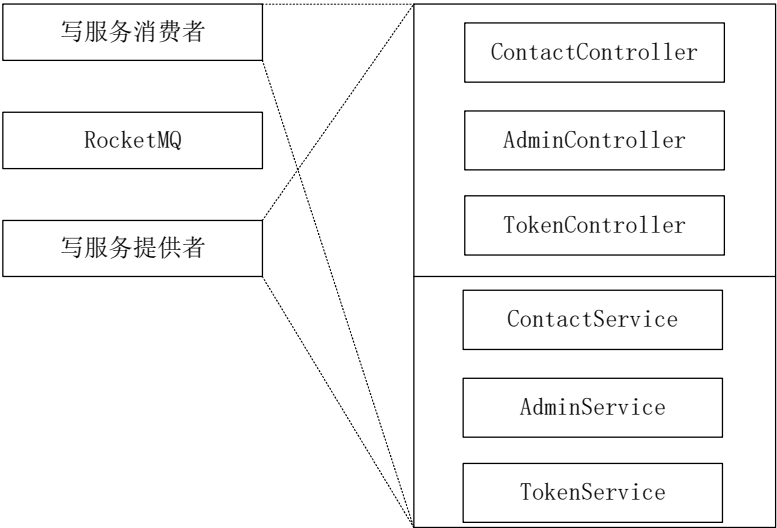 写服务消费者
RocketMQ
写服务提供者
ContactController
AdminController
TokenController
ContactService
AdminService
TokenService